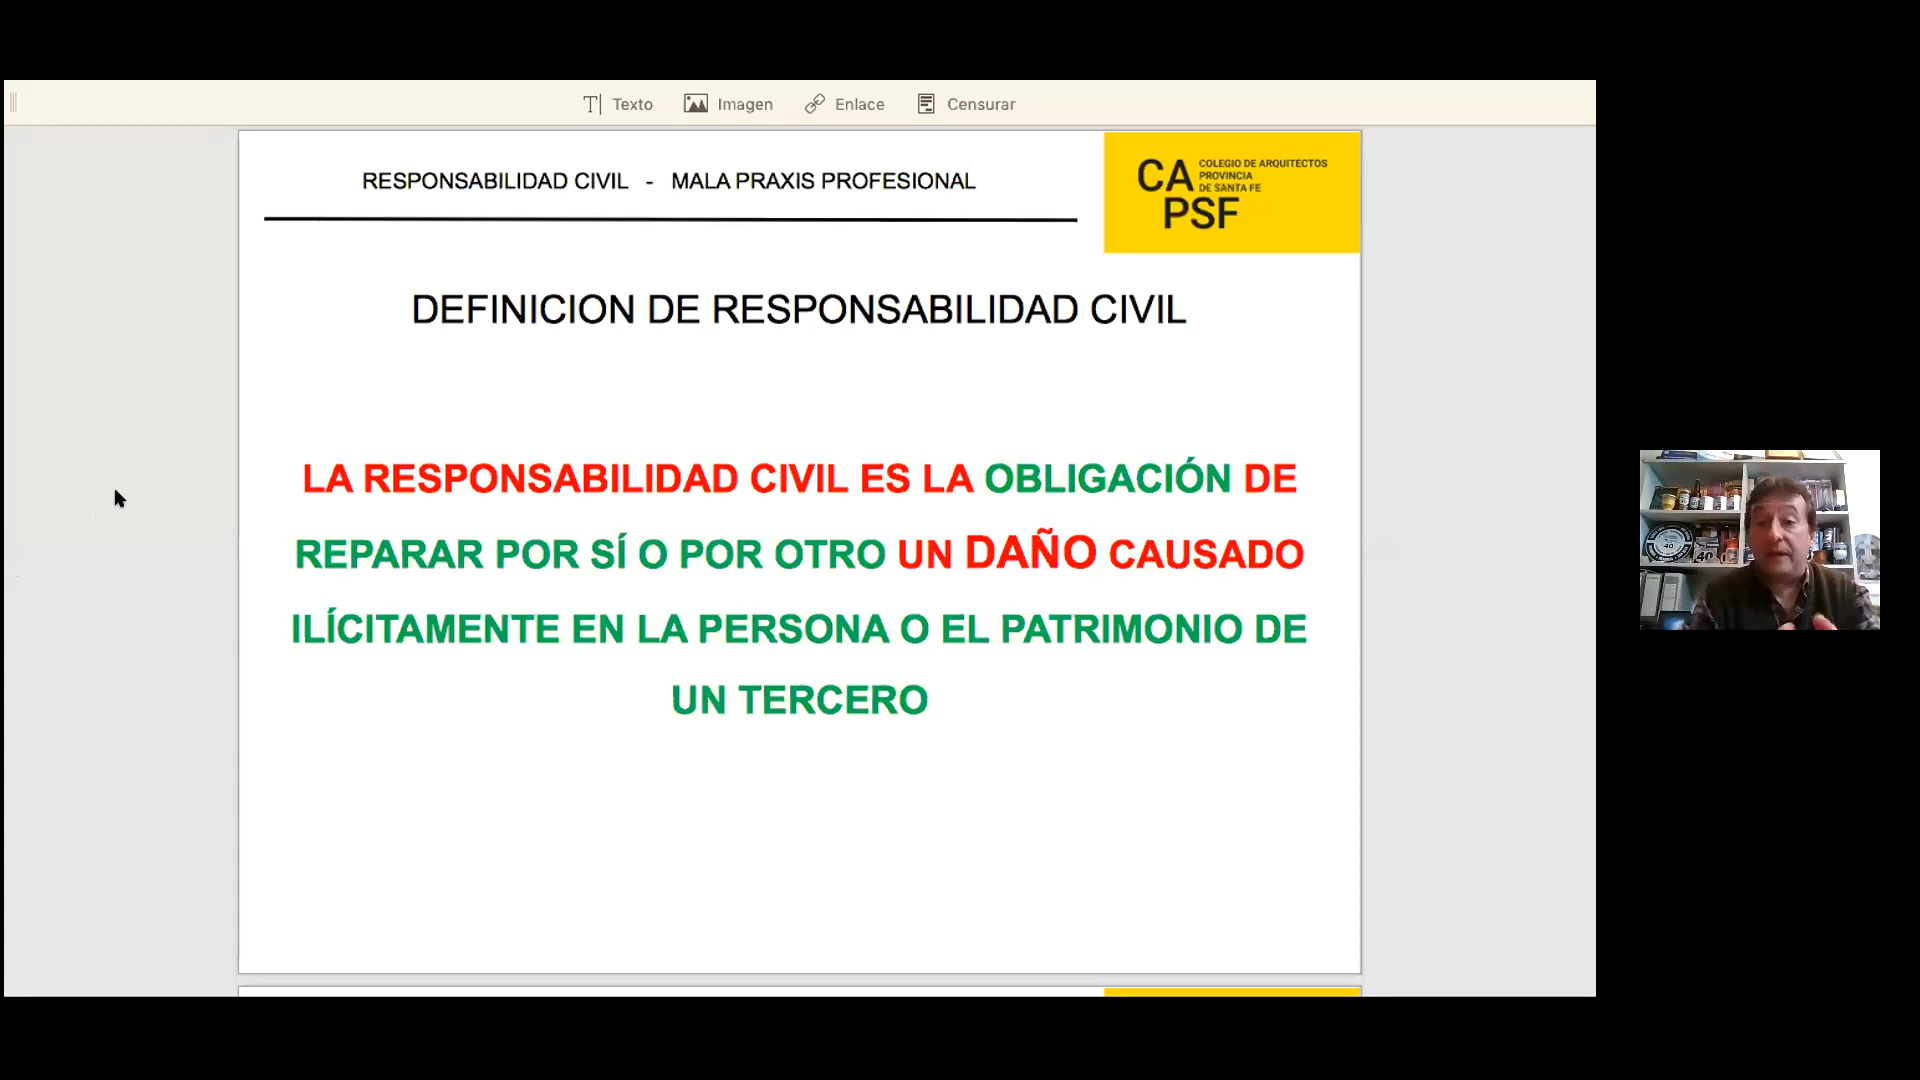 Texto Imagen Enlace Censurar
RESPONSABILIDAD CIVIL - MALA PRAXIS PROFESIONAL
CA COLEGIO DE ARQUITECTOS
PROVINCIA
DE SANTA FE
PSF
DEFINICION DE RESPONSABILIDAD CIVIL
LA RESPONSABILIDAD CIVIL ES LA OBLIGACIÓN DE
REPARAR POR SÍ O POR OTRO UN DAÑO CAUSADO
ILÍCITAMENTE EN LA PERSONA O EL PATRIMONIO DE
UN TERCERO
40
40